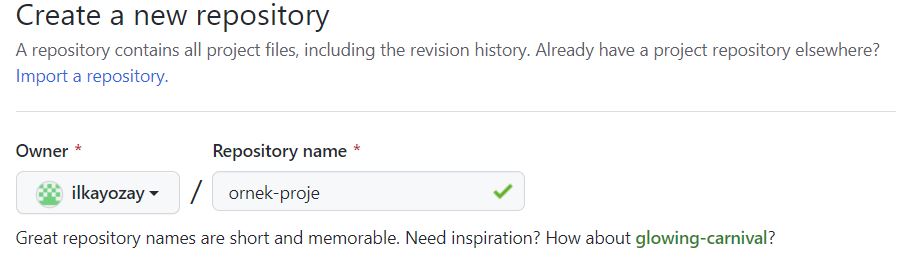 Create a new repository
A repository contains all project files, including the revision history. Already have a project repository elsewhere?
Import a repository.
Owner * Repository name *
ilkayozay / ornek-proje
Great repository names are short and memorable. Need inspiration? How about glowing-carnival?